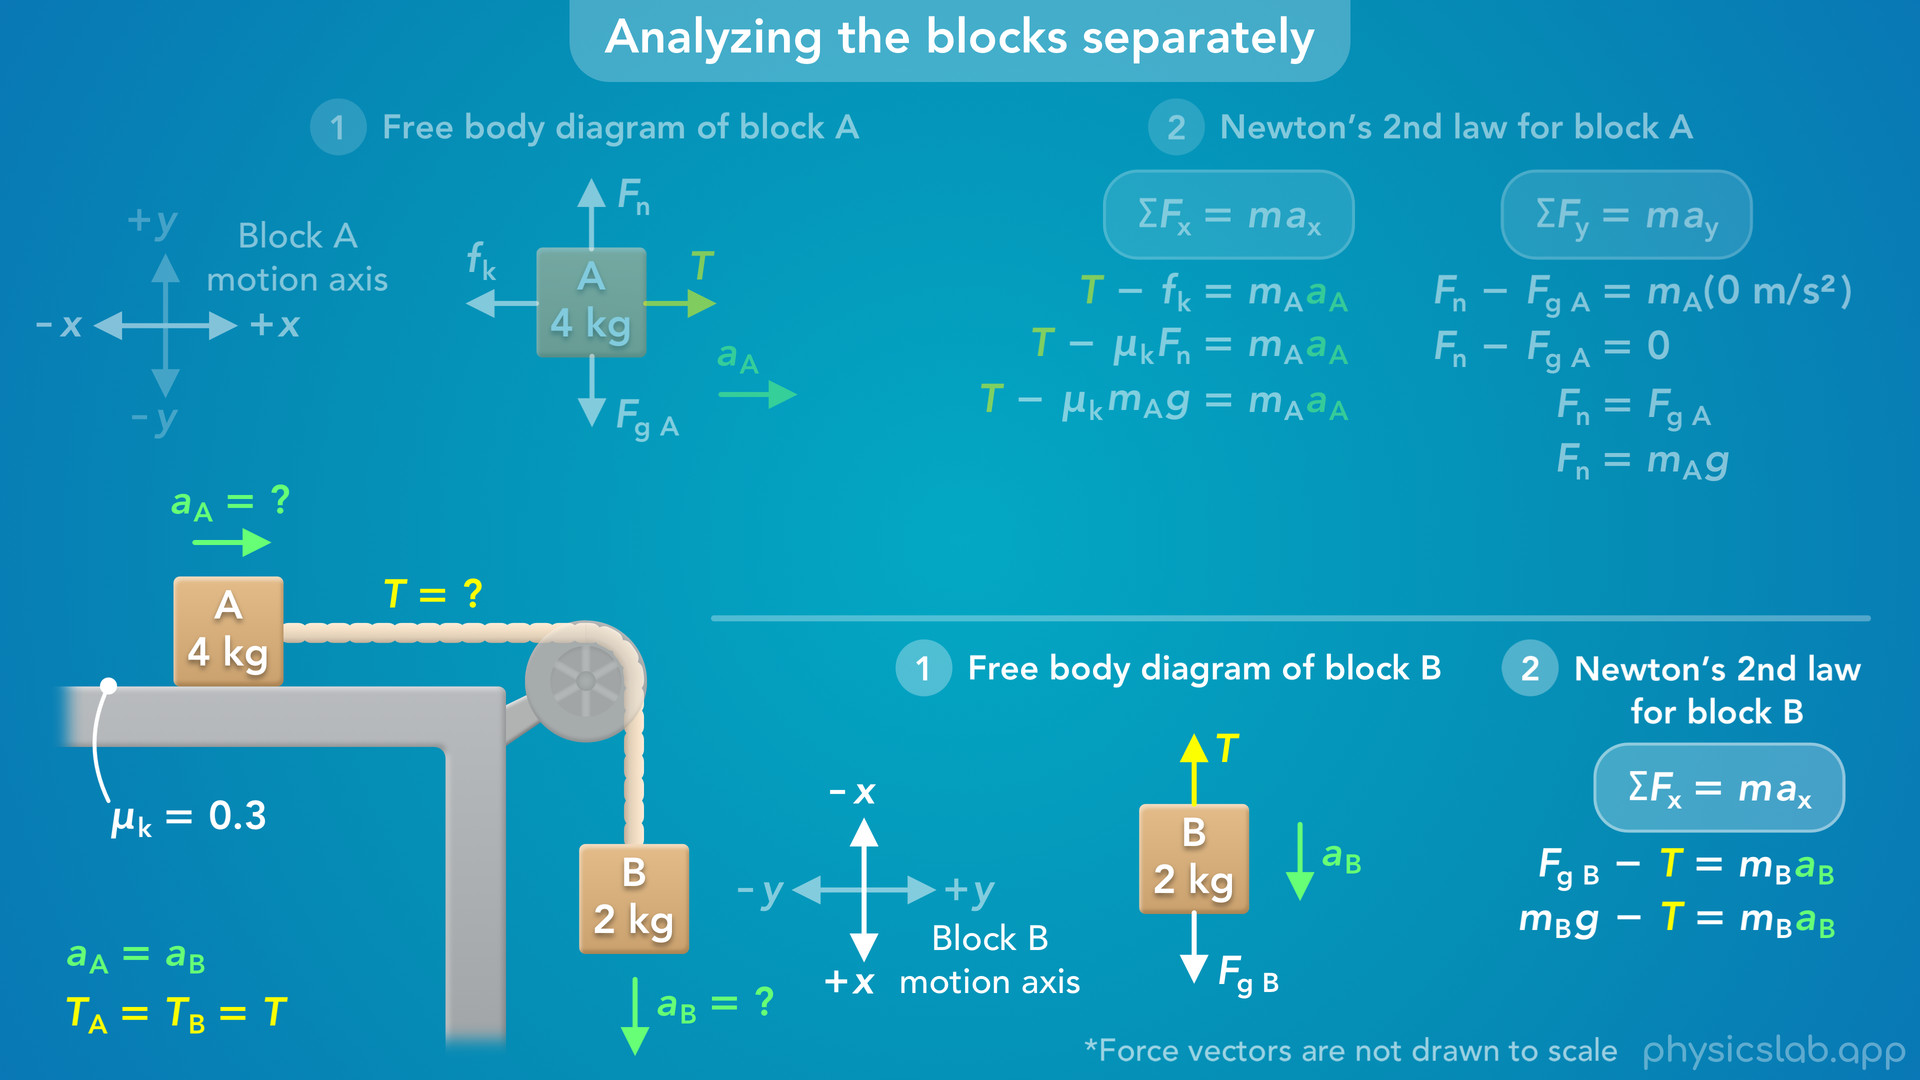 Analyzing the blocks separately
1 Free body diagram of block A
+y
Block A
motion axis
-x
+x
-y
Fn
fk
T
A
4 kg
aA
Fg A
2 Newton's 2nd law for block A
ΣFx = max
T − fk = mAaA
T − μkFn = mAaA
T − μkmAg = mAaA
ΣFy = may
Fn − Fg A = mA(0 m/s²)
Fn − Fg A = 0
Fn = Fg A
Fn = mAg
aA = ?
A
4 kg
T = ?
μk = 0.3
B
2 kg
aB = ?
aA = aB
TA = TB = T
1 Free body diagram of block B
-x
-y
+y
+x
Block B
motion axis
T
B
2 kg
aB
Fg B
2 Newton's 2nd law
for block B
ΣFx = max
Fg B − T = mBaB
mBg − T = mBaB
*Force vectors are not drawn to scale
physicslab.app